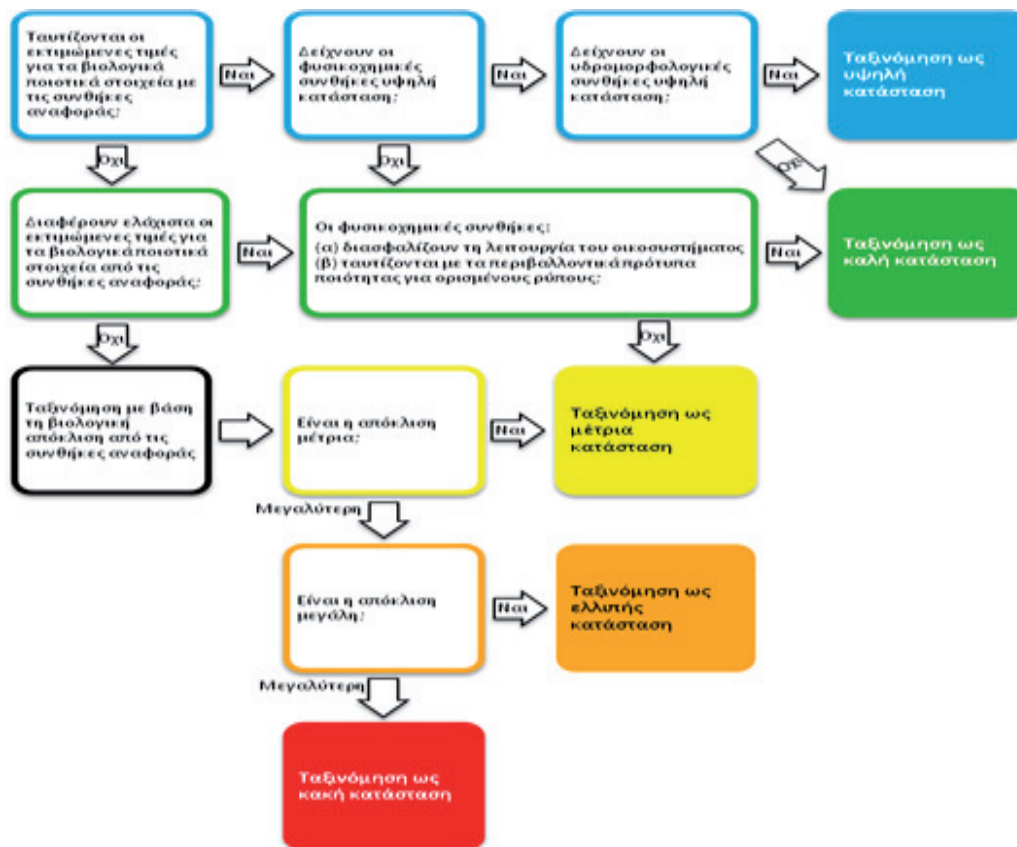 Ταυτίζονται οι
εκτιμώμενες τιμές
για τα βιολογικά
ποιοτικά στοιχεία με
τις συνθήκες
αναφοράς;
Ναι
Δείχνουν οι
φυσικοχημικές
συνθήκες υψηλή
κατάσταση;
Ναι
Δείχνουν οι
υδρομορφολογικές
συνθήκες υψηλή
κατάσταση;
Ναι
Ταξινόμηση ως
υψηλή
κατάσταση
Όχι
Όχι
Όχι
Διαφέρουν ελάχιστα οι
εκτιμώμενες τιμές για
τα βιολογικά ποιοτικά
στοιχεία από τις
συνθήκες αναφοράς;
Ναι
Οι φυσικοχημικές συνθήκες:
(α) διασφαλίζουν τη λειτουργία του οικοσυστήματος
(β) ταυτίζονται με τα περιβαλλοντικά πρότυπα
ποιότητας για ορισμένους ρύπους;
Ναι
Ταξινόμηση ως
καλή κατάσταση
Όχι
Όχι
Ταξινόμηση με βάση
τη βιολογική
απόκλιση από τις
συνθήκες αναφοράς
Είναι η απόκλιση
μέτρια;
Ναι
Ταξινόμηση ως
μέτρια
κατάσταση
Μεγαλύτερη
Είναι η απόκλιση
μεγάλη;
Ναι
Ταξινόμηση ως
ελλιπής
κατάσταση
Μεγαλύτερη
Ταξινόμηση ως
κακή κατάσταση